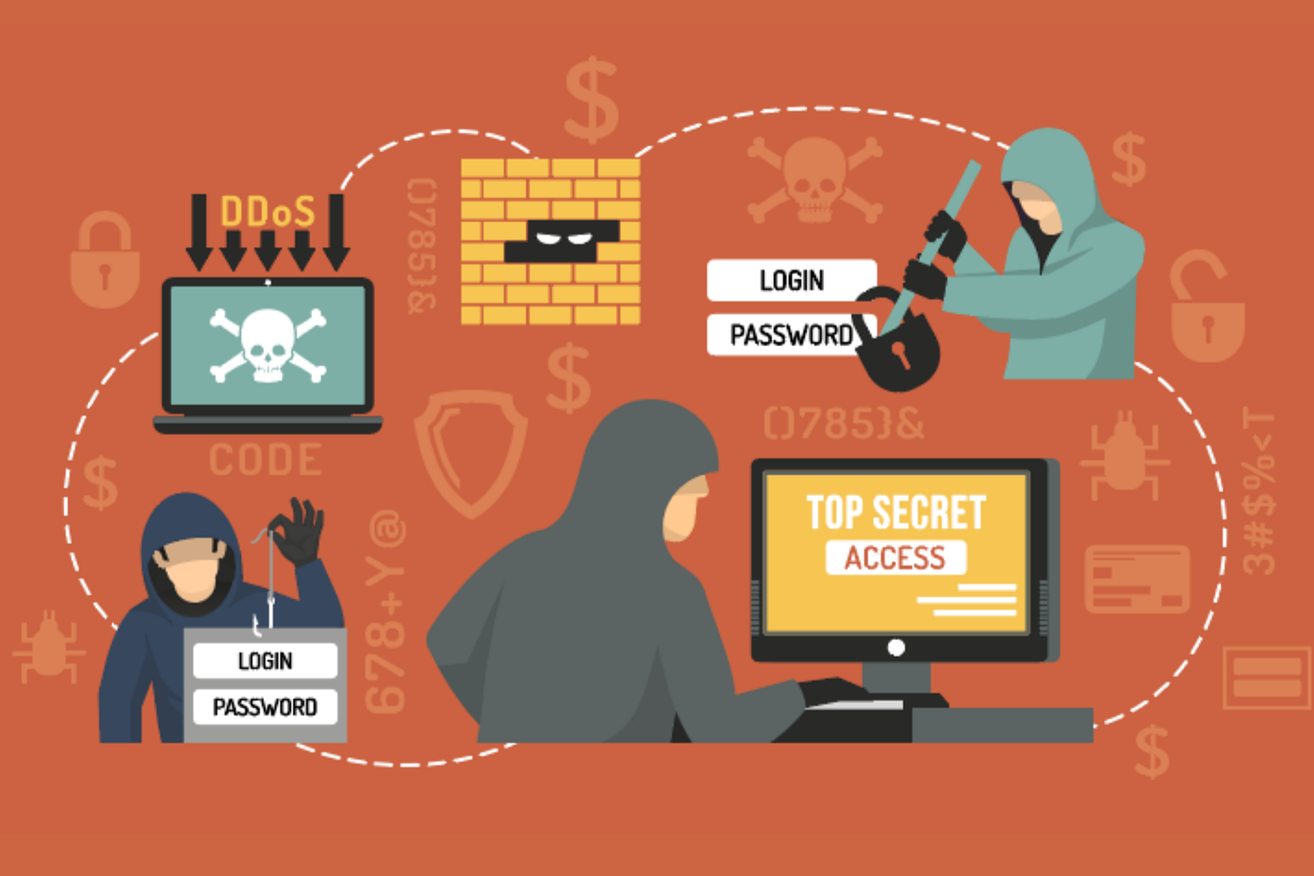 $
$
DDoS
()785}&
LOGIN
PASSWORD
$
()785}&
CODE
$
3#$%<T
TOP SECRET
ACCESS
678+Y@
LOGIN
PASSWORD
$